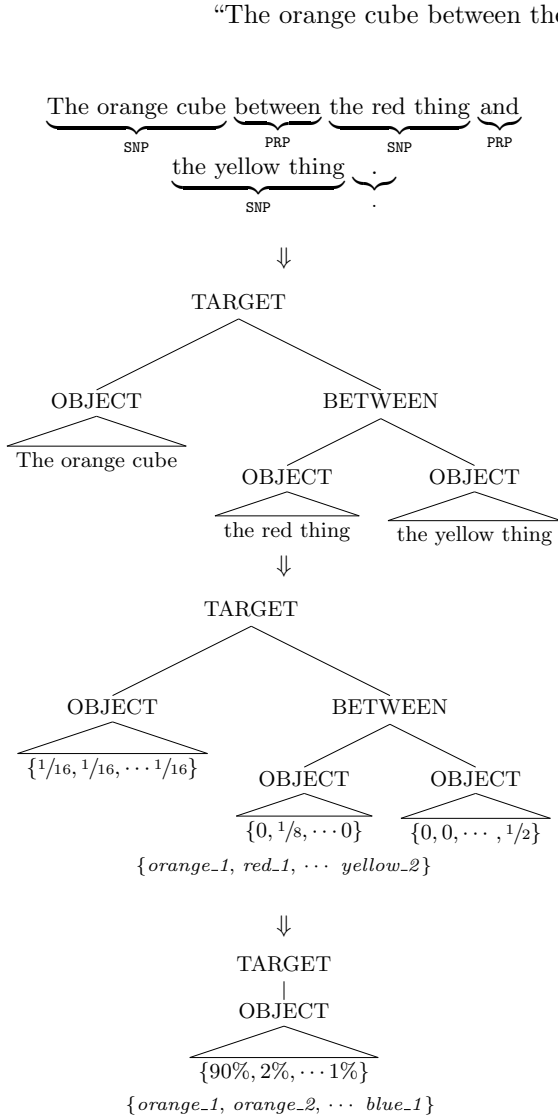 “The orange cube between the
The orange cube between the red thing and
SNP PRP SNP PRP
the yellow thing .
SNP .
⇓
TARGET
OBJECT BETWEEN
The orange cube
OBJECT OBJECT
the red thing the yellow thing
⇓
TARGET
OBJECT BETWEEN
{1/16, 1/16, ··· 1/16}
OBJECT OBJECT
{0, 1/8, ··· 0} {0, 0, ··· , 1/2}
{orange_1, red_1, ··· yellow_2}
⇓
TARGET
OBJECT
{90%, 2%, ··· 1%}
{orange_1, orange_2, ··· blue_1}